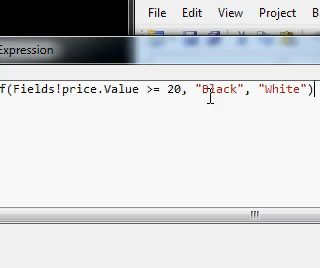 File Edit View Project B
Expression
f(Fields!price.Value >= 20, "Black", "White")